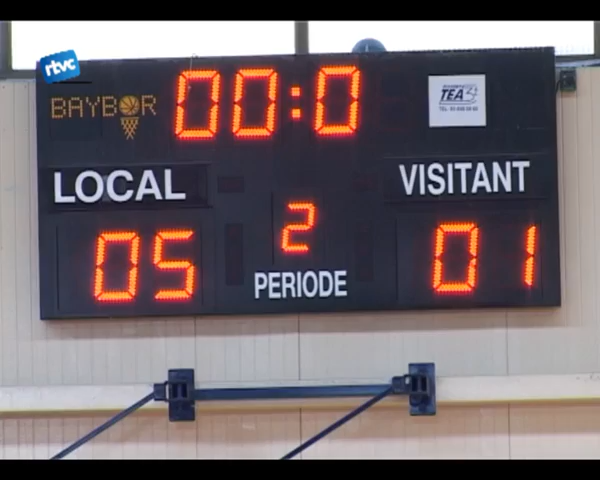 rtvc
BAYBOR
00:0
TEA
LOCAL
VISITANT
05
2
01
PERIODE